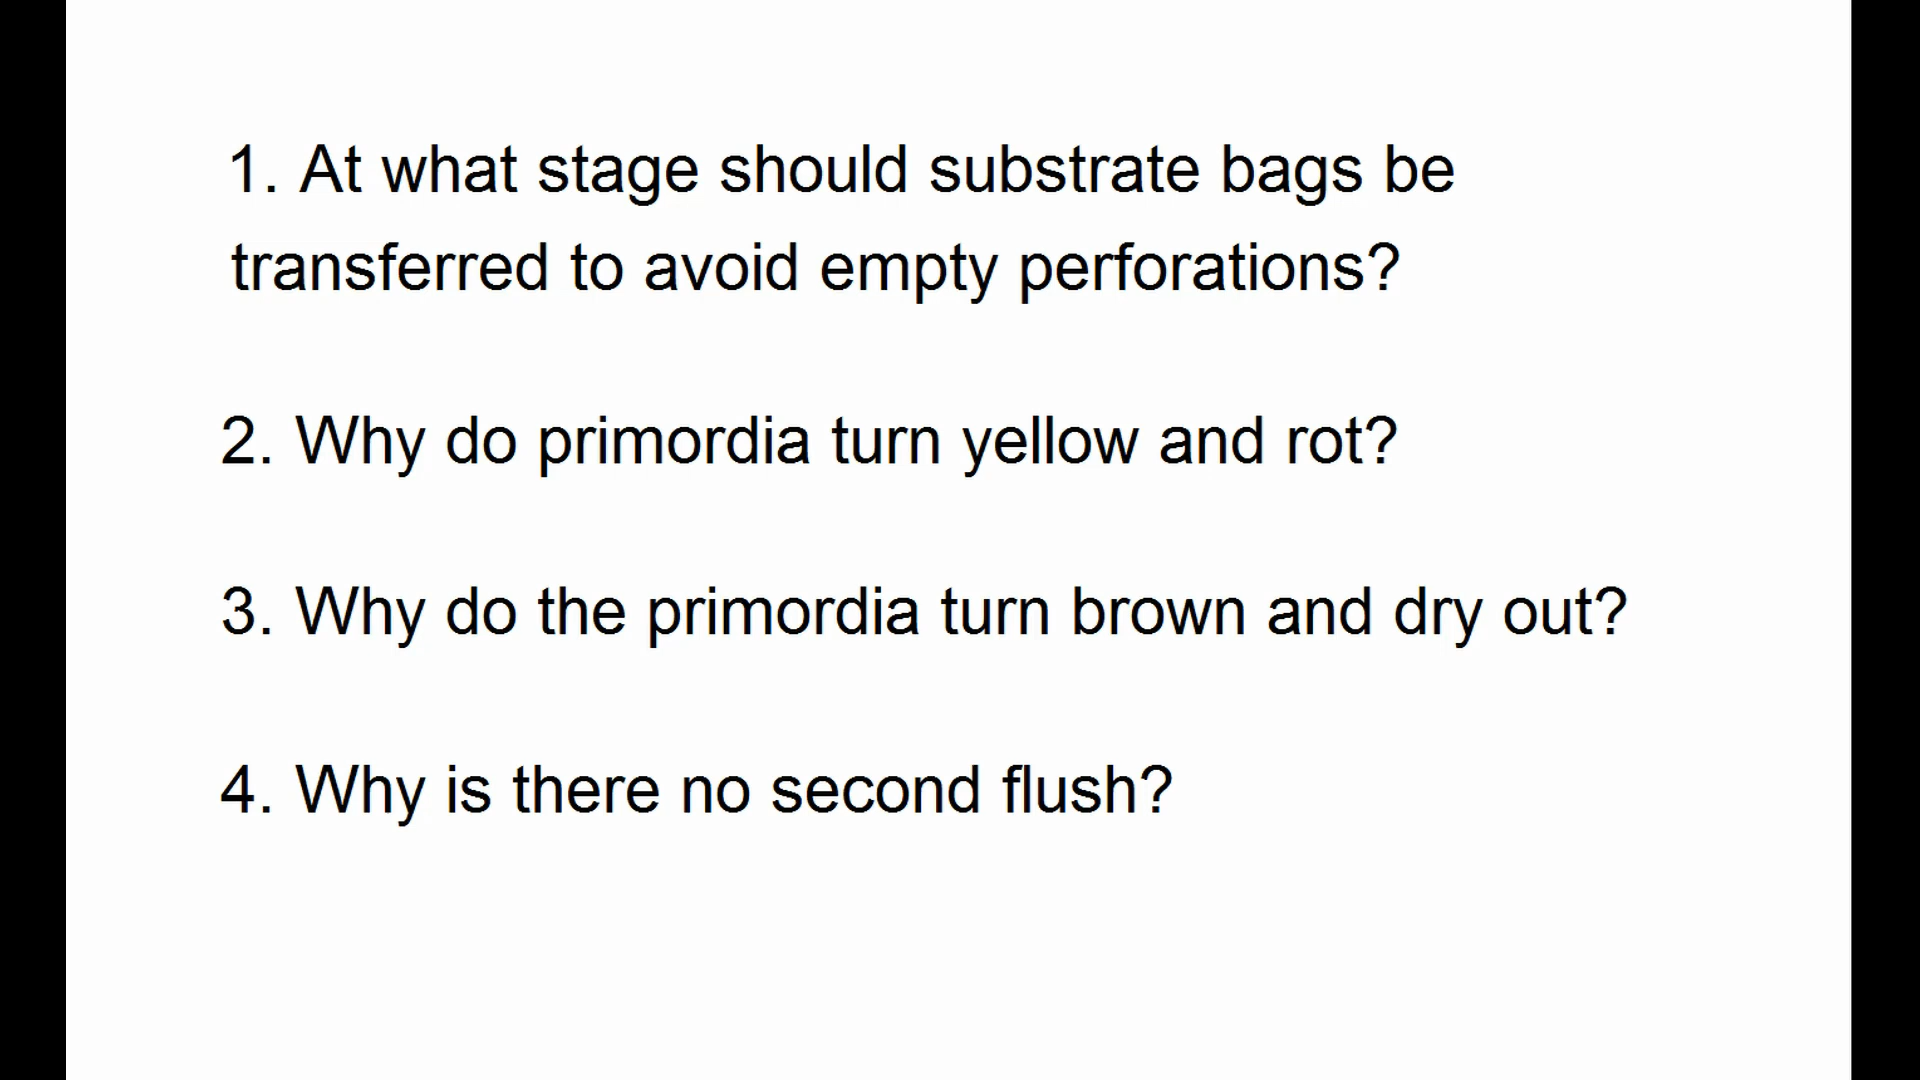 1. At what stage should substrate bags be
transferred to avoid empty perforations?
2. Why do primordia turn yellow and rot?
3. Why do the primordia turn brown and dry out?
4. Why is there no second flush?